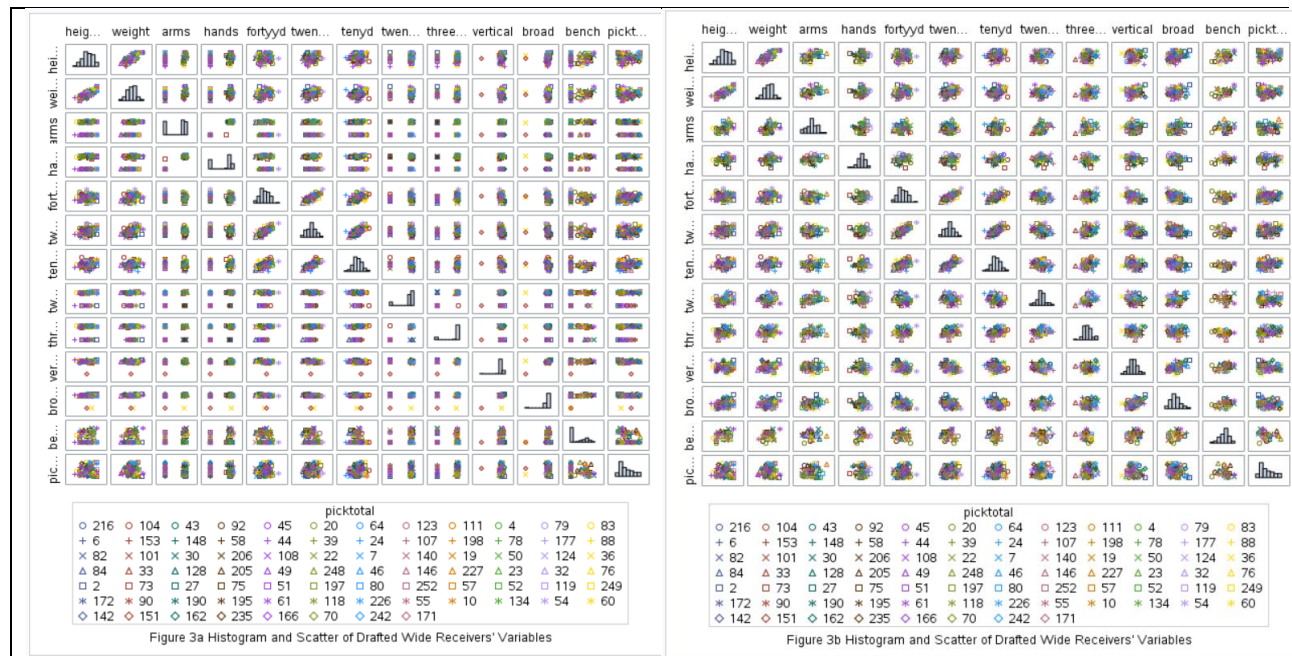 heig... weight arms hands fortyyd twen... tenyd twen... three... vertical broad bench pickt...
hei...
wei...
arms
ha...
fort...
tw...
ten...
tw...
thr...
ver...
bro...
be...
pic...
picktotal
216 104 43 92 45 20 64 123 111 4 79 83
6 153 148 58 44 39 24 107 198 78 177 88
82 101 30 206 108 22 7 140 19 50 124 36
84 33 128 205 49 248 46 146 227 23 32 76
2 73 27 75 51 197 80 252 57 52 119 249
172 90 190 195 61 118 226 55 10 134 54 60
142 151 162 235 166 70 242 171
Figure 3a Histogram and Scatter of Drafted Wide Receivers' Variables
heig... weight arms hands fortyyd twen... tenyd twen... three... vertical broad bench pickt...
hei...
wei...
arms
ha...
fort...
tw...
ten...
tw...
thr...
ver...
bro...
be...
pic...
picktotal
216 104 43 92 45 20 64 123 111 4 79 83
6 153 148 58 44 39 24 107 198 78 177 88
82 101 30 206 108 22 7 140 19 50 124 36
84 33 128 205 49 248 46 146 227 23 32 76
2 73 27 75 51 197 80 252 57 52 119 249
172 90 190 195 61 118 226 55 10 134 54 60
142 151 162 235 166 70 242 171
Figure 3b Histogram and Scatter of Drafted Wide Receivers' Variables